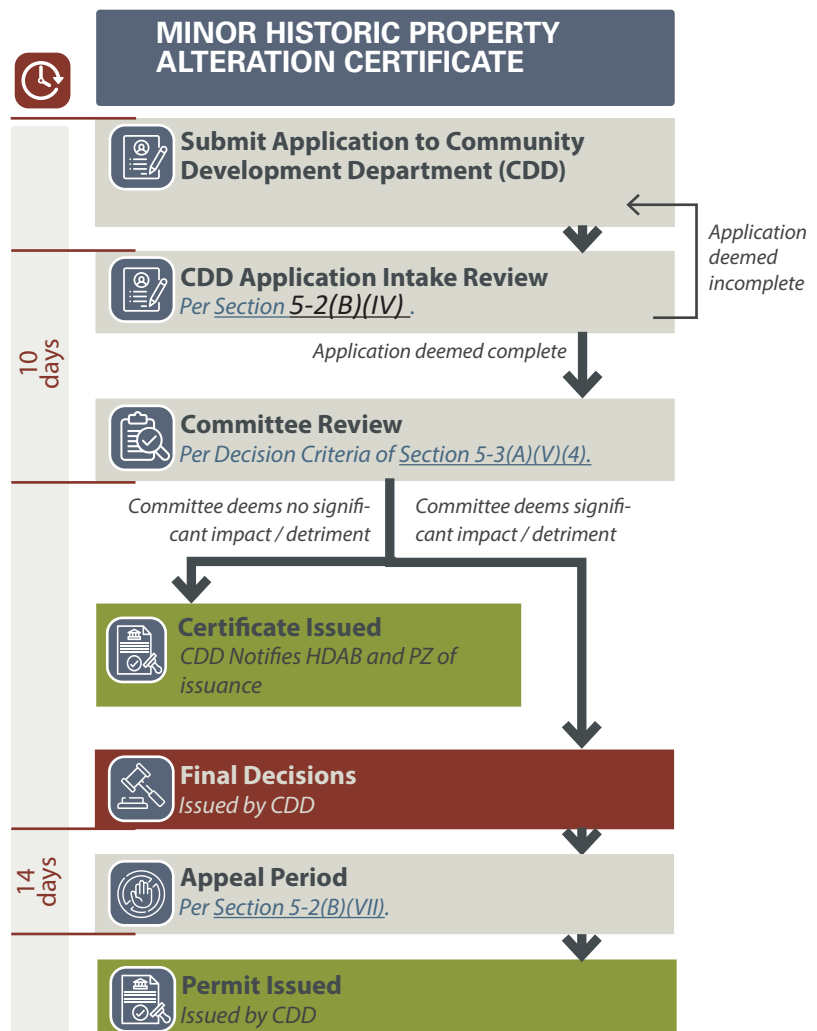 MINOR HISTORIC PROPERTY
ALTERATION CERTIFICATE
Submit Application to Community
Development Department (CDD)
Application
deemed
incomplete
CDD Application Intake Review
Per Section 5-2(B)(IV) .
10
days
Application deemed complete
Committee Review
Per Decision Criteria of Section 5-3(A)(V)(4).
Committee deems no signifi-
cant impact / detriment
Committee deems signifi-
cant impact / detriment
Certificate Issued
CDD Notifies HDAB and PZ of
issuance
Final Decisions
Issued by CDD
14
days
Appeal Period
Per Section 5-2(B)(VII).
Permit Issued
Issued by CDD